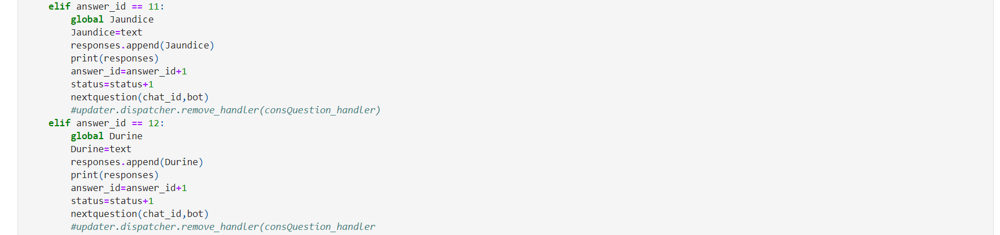 elif answer_id == 11:
global Jaundice
Jaundice=text
responses.append(Jaundice)
print(responses)
answer_id=answer_id+1
status=status+1
nextquestion(chat_id,bot)
#updater.dispatcher.remove_handler(consQuestion_handler)
elif answer_id == 12:
global Durine
Durine=text
responses.append(Durine)
print(responses)
answer_id=answer_id+1
status=status+1
nextquestion(chat_id,bot)
#updater.dispatcher.remove_handler(consQuestion_handler